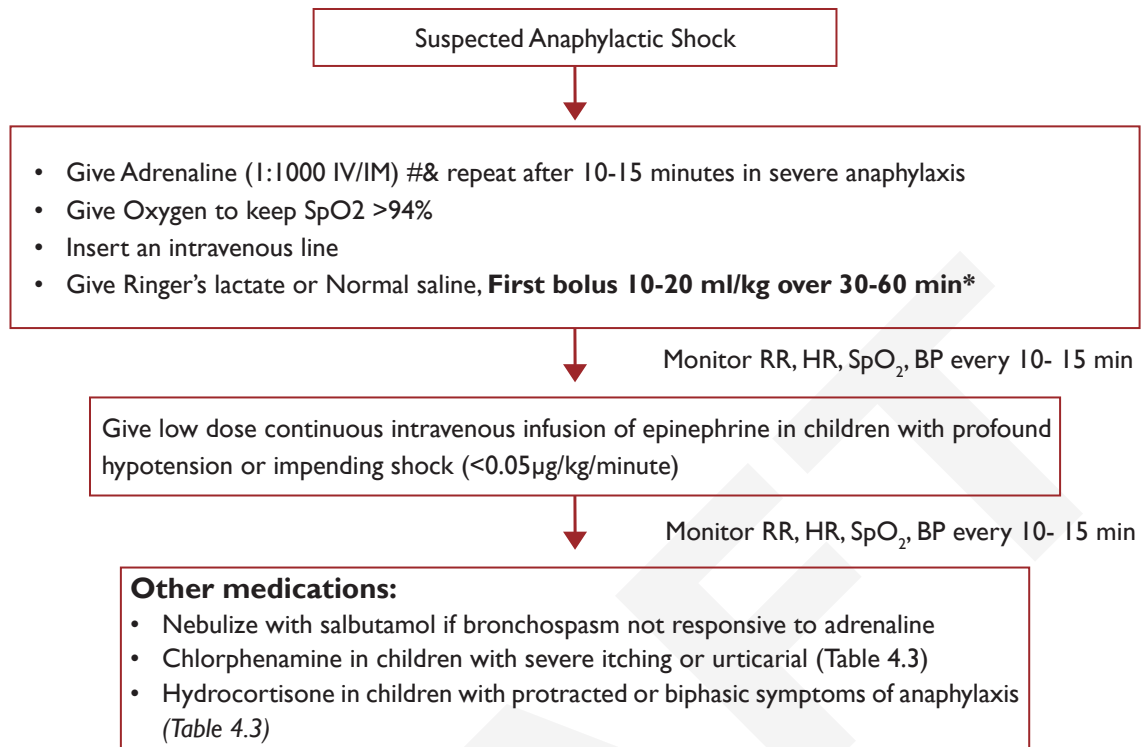 Suspected Anaphylactic Shock
• Give Adrenaline (1:1000 IV/IM) #& repeat after 10-15 minutes in severe anaphylaxis
• Give Oxygen to keep SpO2 >94%
• Insert an intravenous line
• Give Ringer's lactate or Normal saline, First bolus 10-20 ml/kg over 30-60 min*
Monitor RR, HR, SpO₂, BP every 10- 15 min
Give low dose continuous intravenous infusion of epinephrine in children with profound
hypotension or impending shock (<0.05µg/kg/minute)
Monitor RR, HR, SpO₂, BP every 10- 15 min
Other medications:
• Nebulize with salbutamol if bronchospasm not responsive to adrenaline
• Chlorphenamine in children with severe itching or urticarial (Table 4.3)
• Hydrocortisone in children with protracted or biphasic symptoms of anaphylaxis
(Table 4.3)